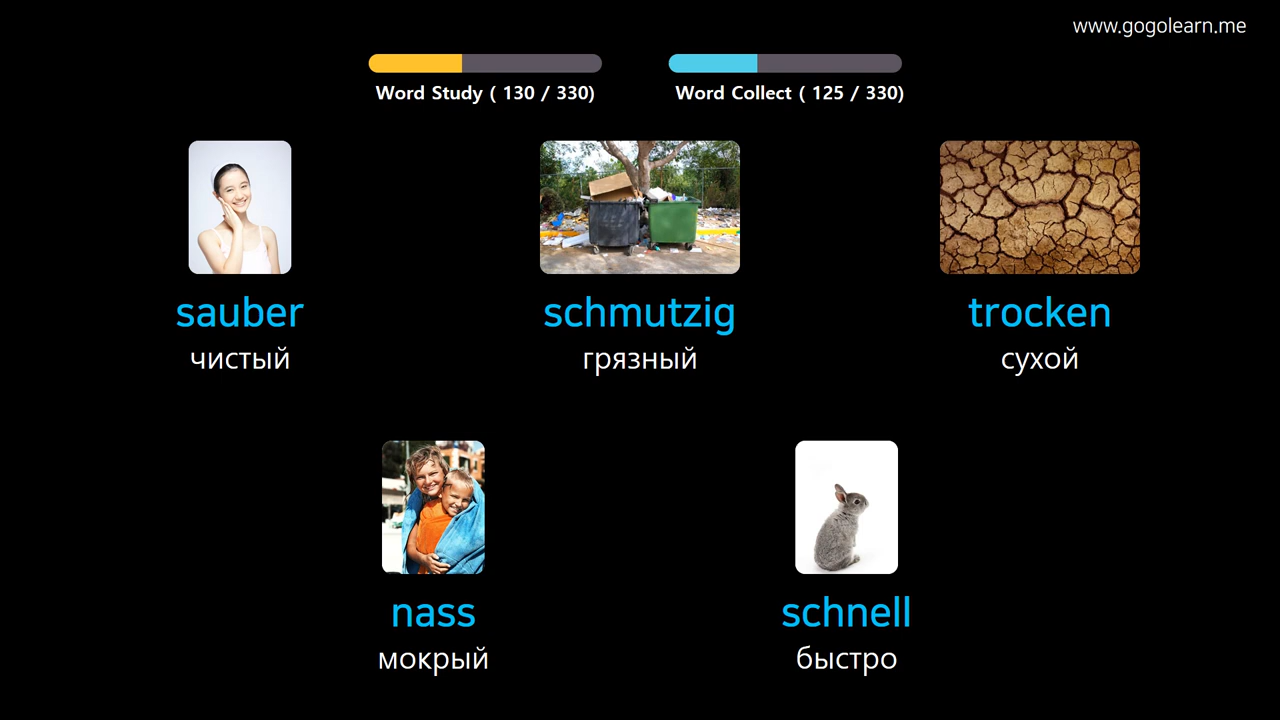 www.gogolearn.me
Word Study ( 130 / 330)
Word Collect ( 125 / 330)
sauber
schmutzig
trocken
чистый
грязный
сухой
nass
schnell
мокрый
быстро